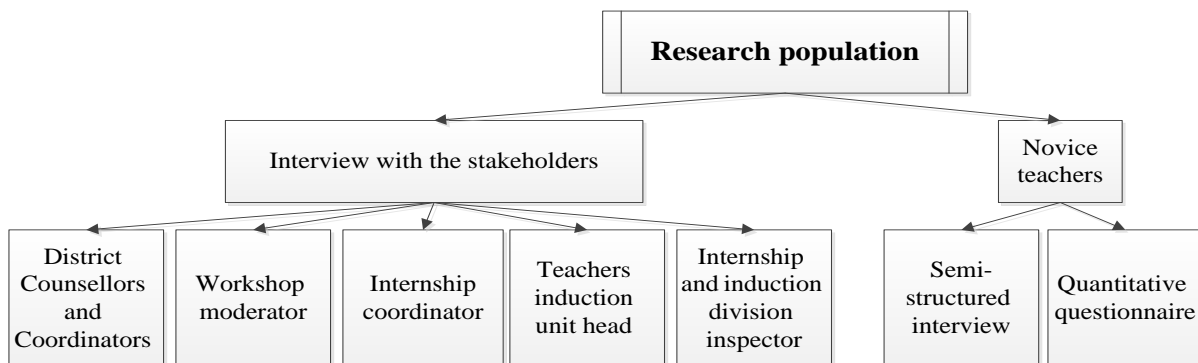 Research population
Interview with the stakeholders
Novice
teachers
District
Counsellors
and
Coordinators
Workshop
moderator
Internship
coordinator
Teachers
induction
unit head
Internship
and induction
division
inspector
Semi-
structured
interview
Quantitative
questionnaire